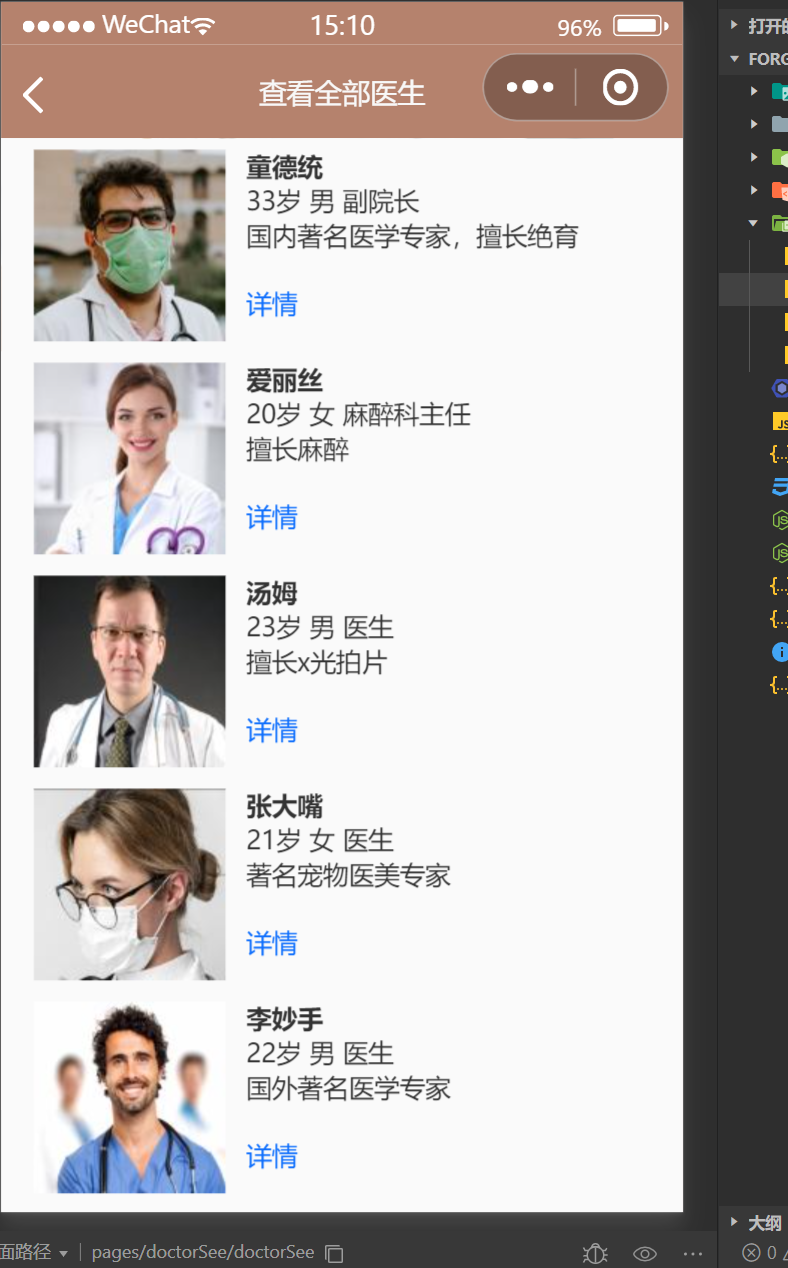 WeChat 15:10 96%
查看全部医生
童德统
33岁 男 副院长
国内著名医学专家，擅长绝育
详情
爱丽丝
20岁 女 麻醉科主任
擅长麻醉
详情
汤姆
23岁 男 医生
擅长x光拍片
详情
张大嘴
21岁 女 医生
著名宠物医美专家
详情
李妙手
22岁 男 医生
国外著名医学专家
详情
面路径 pages/doctorSee/doctorSee
打开的
FORG
JS
大纲
0